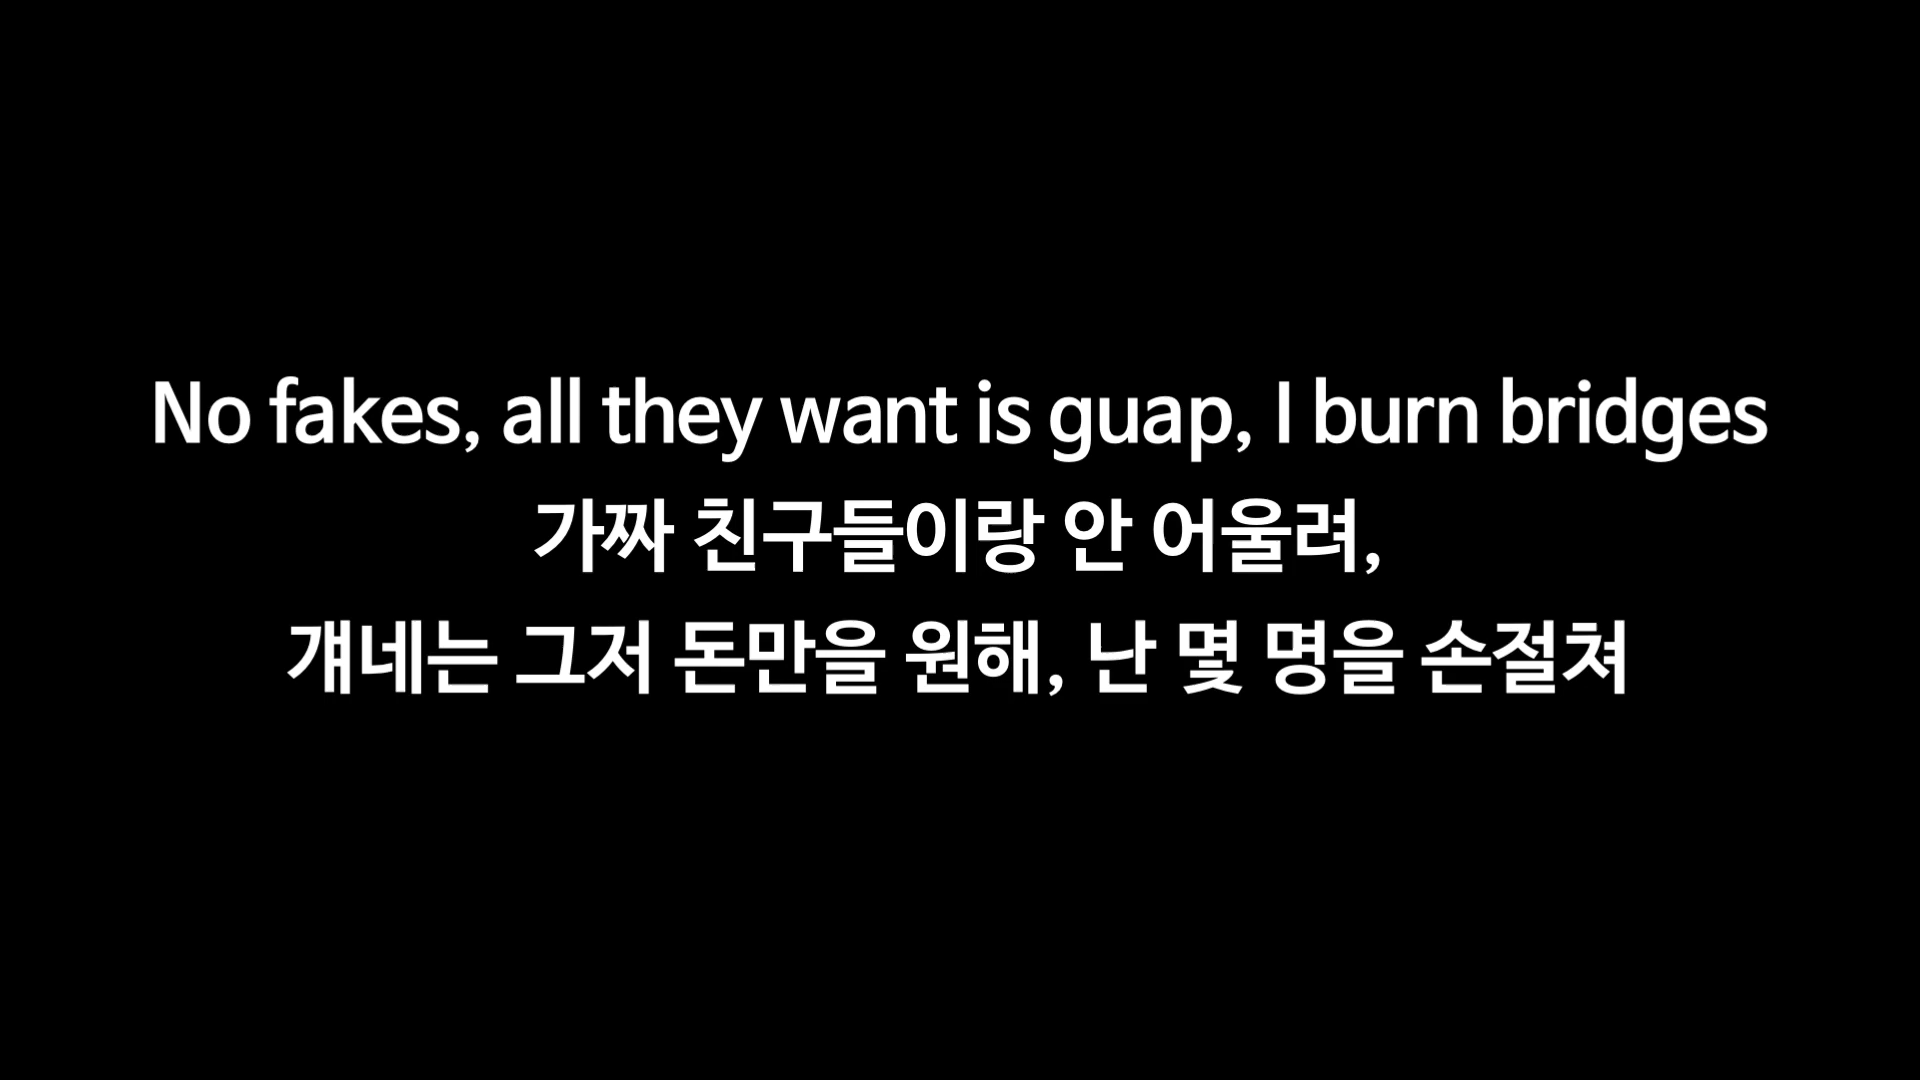 No fakes, all they want is guap, I burn bridges
가짜 친구들이랑 안 어울려,
걔네는 그저 돈만을 원해, 난 몇 명을 손절쳐